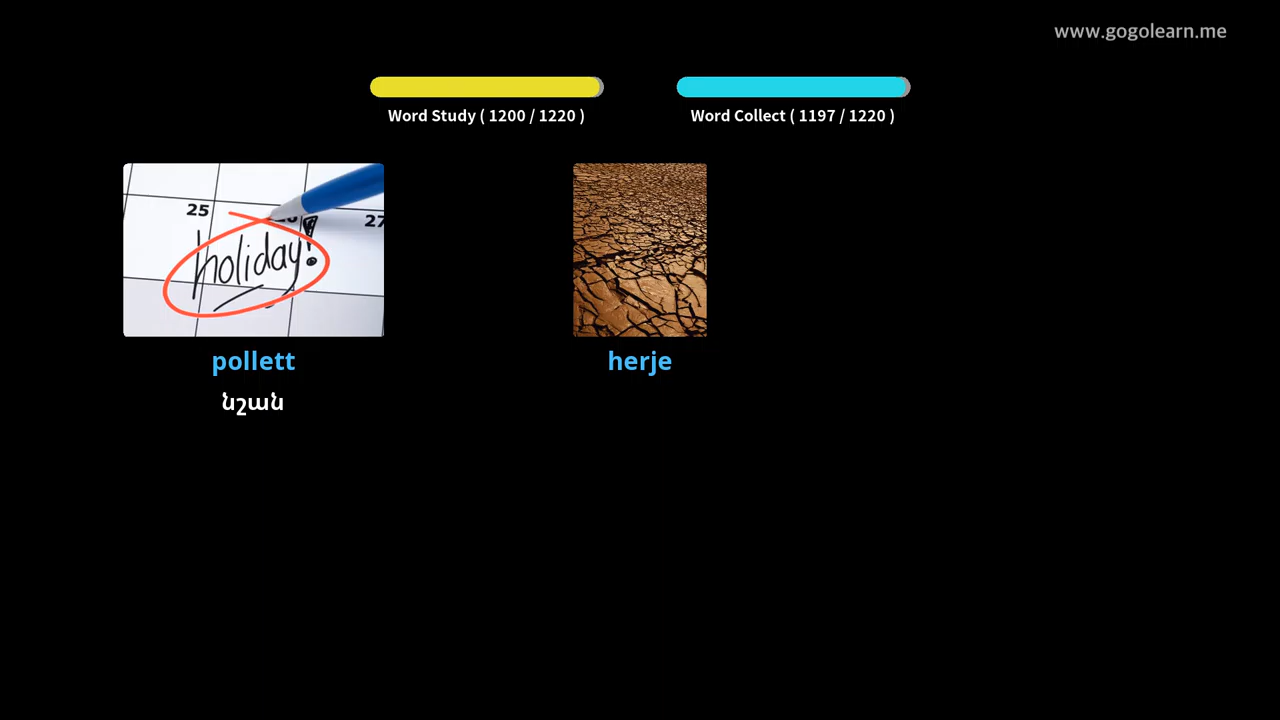 www.gogolearn.me
Word Study ( 1200 / 1220 )
Word Collect ( 1197 / 1220 )
25
27
holiday!
pollett
herje
նշան